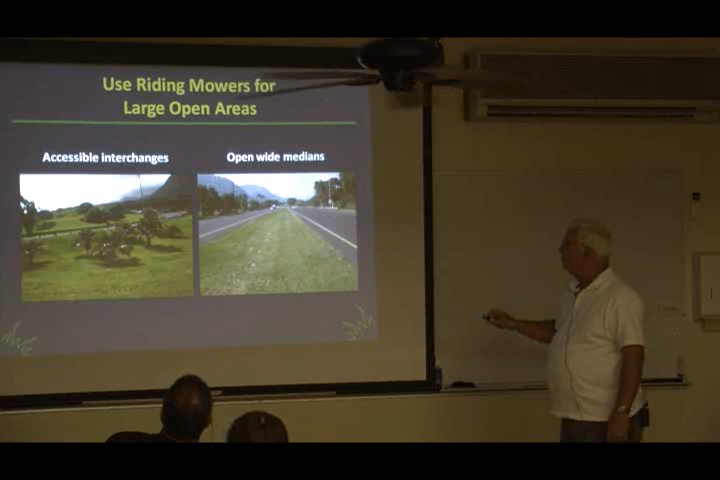 Use Riding Mowers for
Large Open Areas
Accessible interchanges
Open wide medians